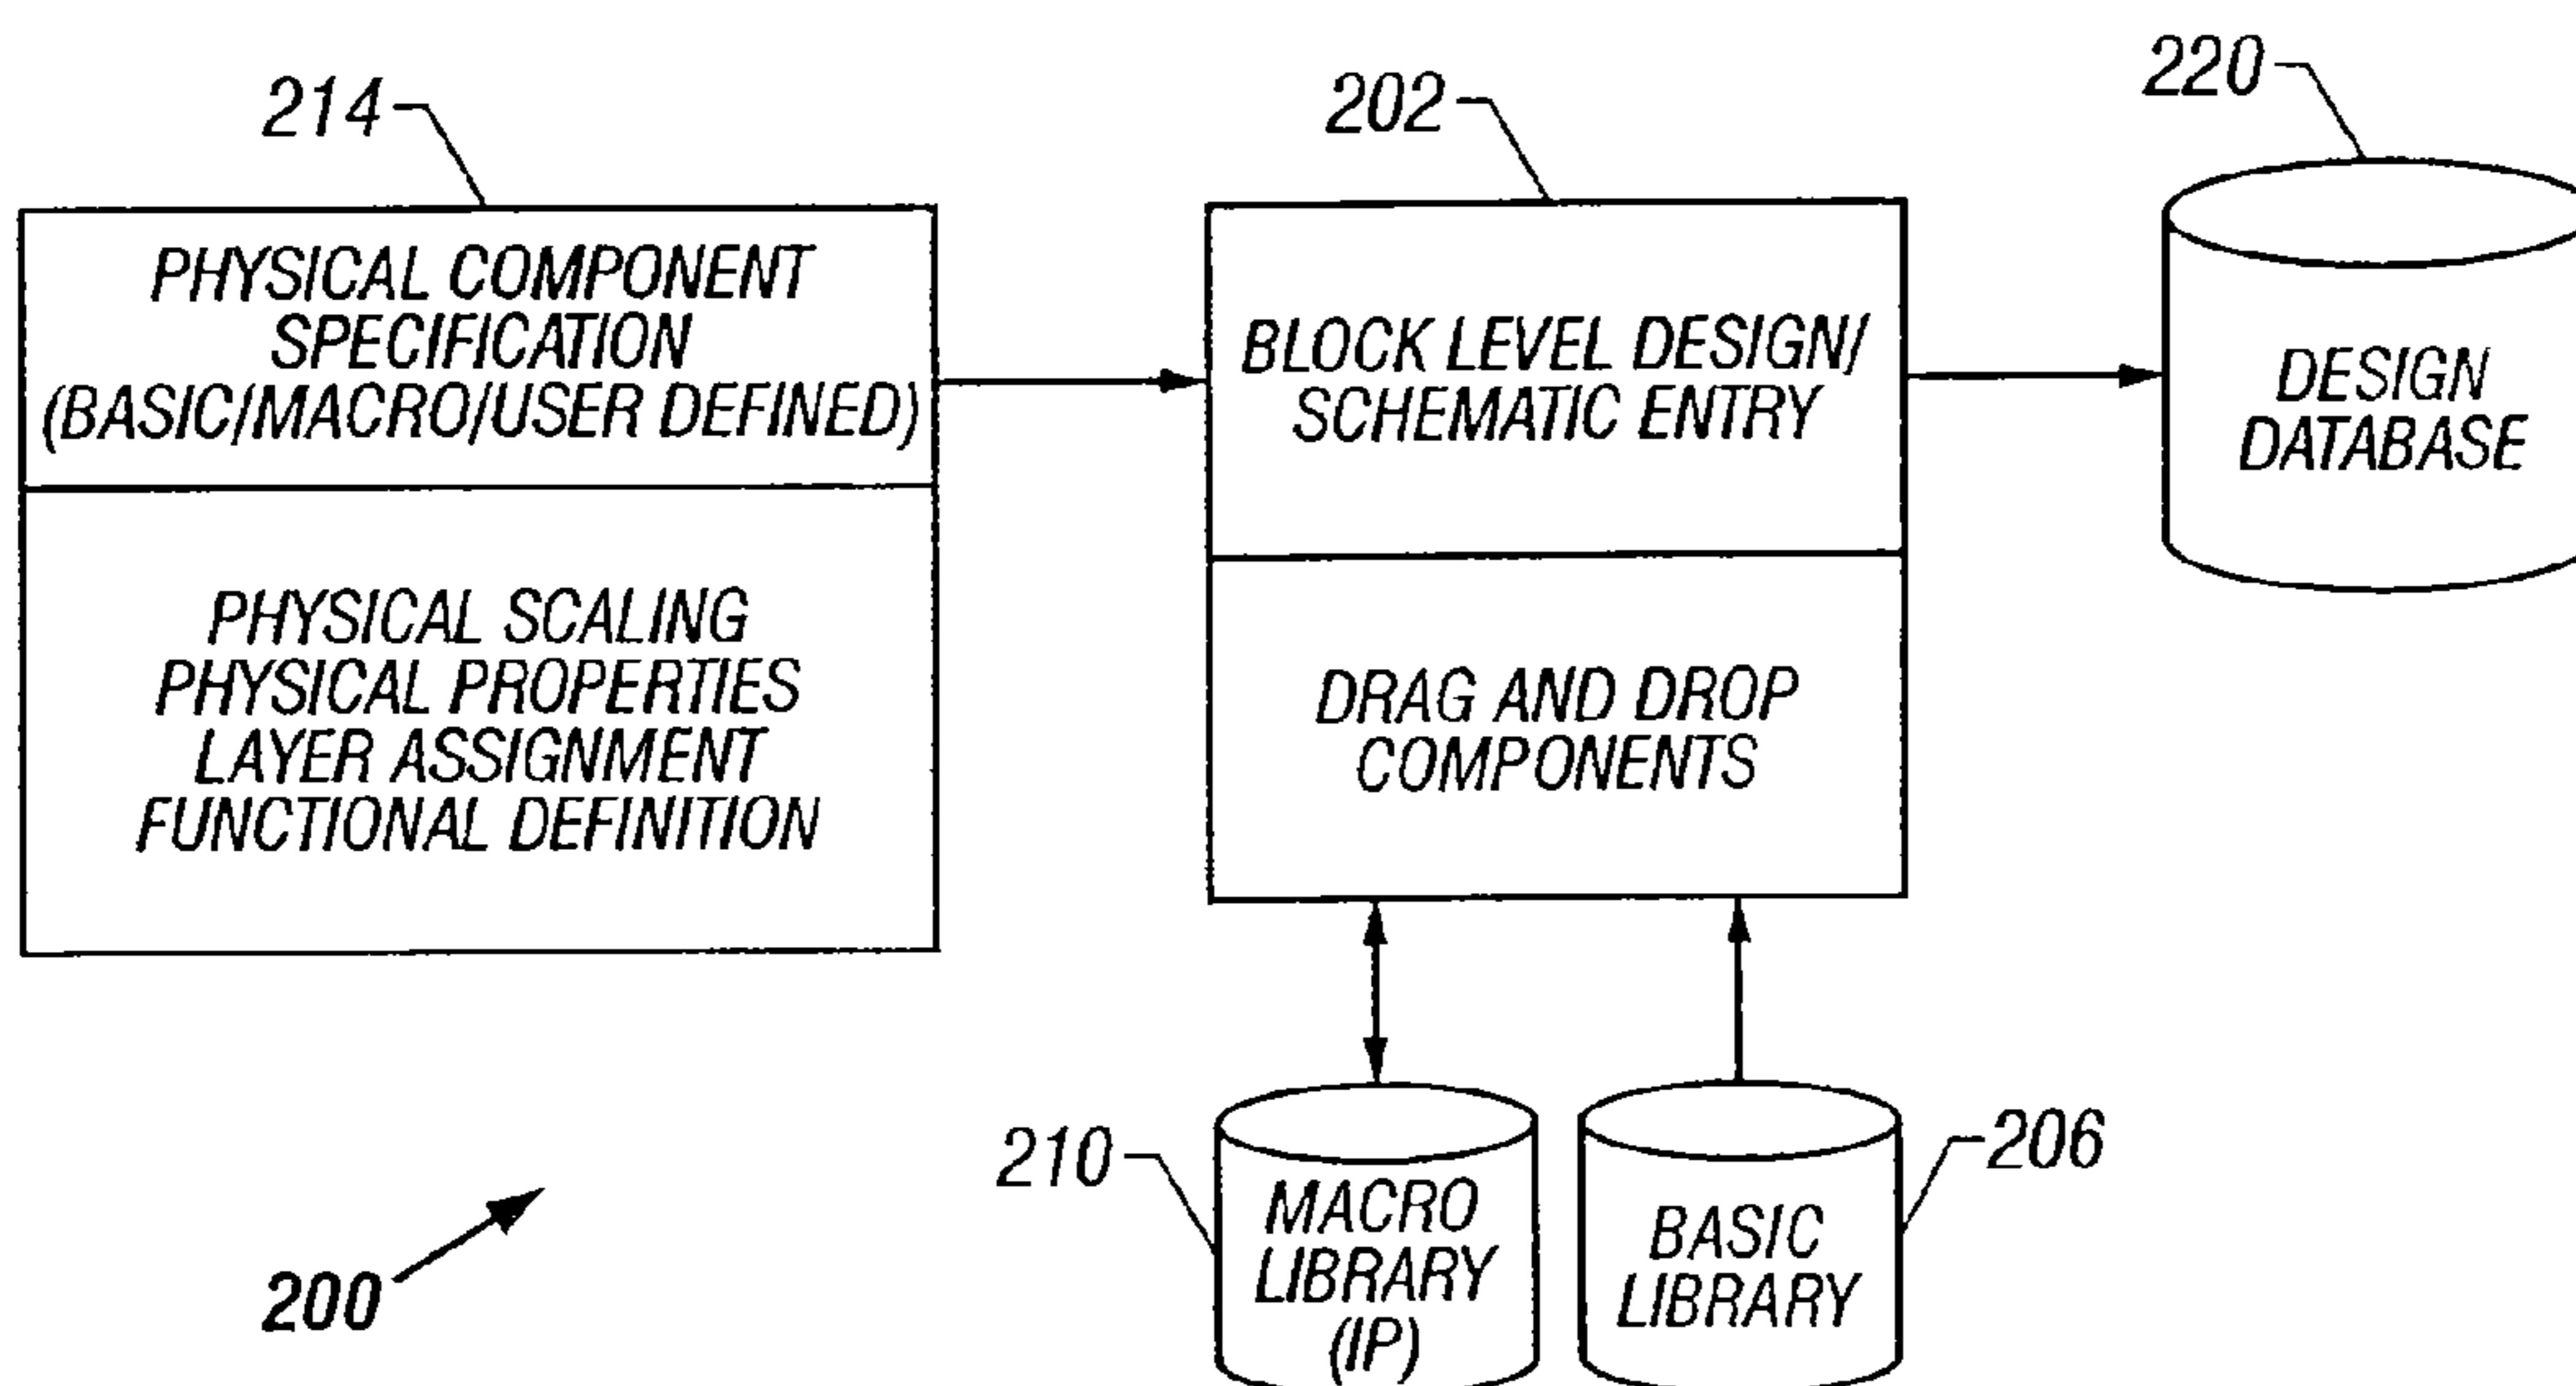 214
202
220
PHYSICAL COMPONENT
SPECIFICATION
(BASIC/MACRO/USER DEFINED)
PHYSICAL SCALING
PHYSICAL PROPERTIES
LAYER ASSIGNMENT
FUNCTIONAL DEFINITION
BLOCK LEVEL DESIGN/
SCHEMATIC ENTRY
DRAG AND DROP
COMPONENTS
DESIGN
DATABASE
210
MACRO
LIBRARY
(IP)
BASIC
LIBRARY
206
200